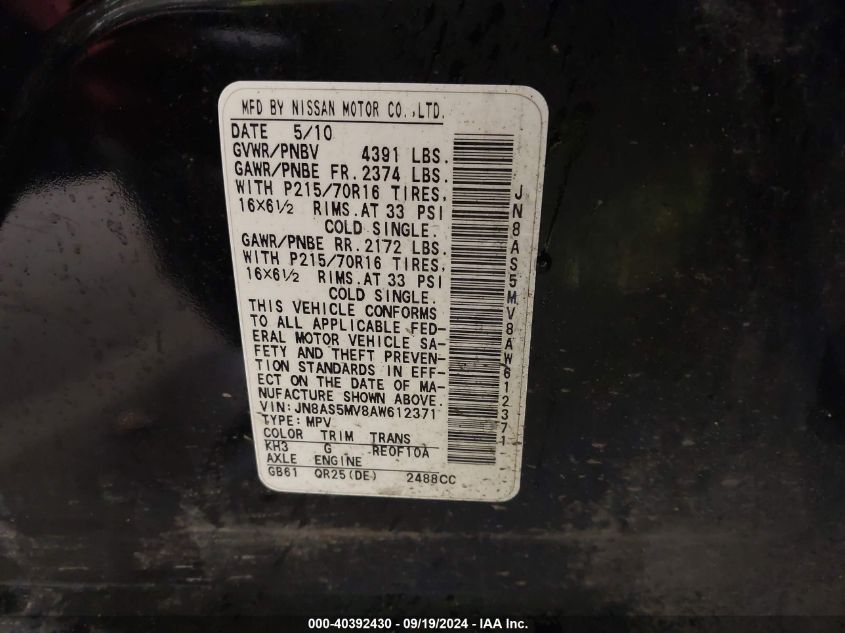 MFD BY NISSAN MOTOR CO.,LTD.
DATE 5/10
GVWR/PNBV 4391 LBS.
GAWR/PNBE FR. 2374 LBS.
WITH P215/70R16 TIRES,
16X6½ RIMS.AT 33 PSI
COLD SINGLE.
GAWR/PNBE RR. 2172 LBS.
WITH P215/70R16 TIRES,
16X6½ RIMS.AT 33 PSI
COLD SINGLE.
THIS VEHICLE CONFORMS
TO ALL APPLICABLE FED-
ERAL MOTOR VEHICLE SA-
FETY AND THEFT PREVEN-
TION STANDARDS IN EFF-
ECT ON THE DATE OF MA-
NUFACTURE SHOWN ABOVE.
VIN:JN8AS5MV8AW612371
TYPE:MPV
COLOR TRIM TRANS
KH3 G RE0F10A
AXLE ENGINE
GB61 QR25(DE) 2488CC
JN8AS5MV8AW612371
000-40392430 - 09/19/2024 - IAA Inc.